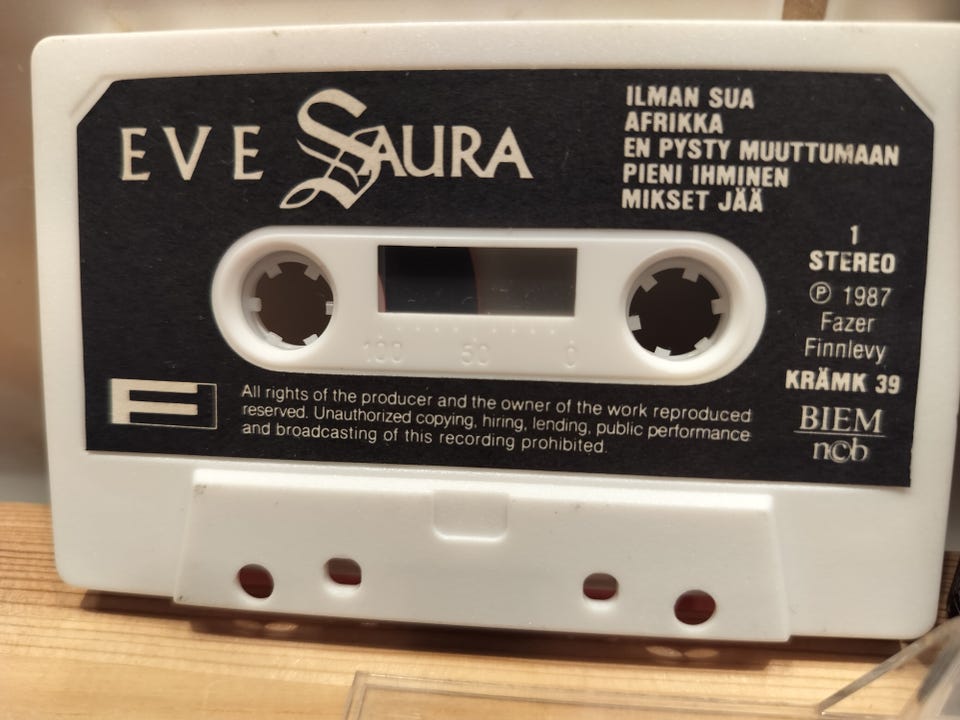 EVE SAURA
ILMAN SUA
AFRIKKA
EN PYSTY MUUTTUMAAN
PIENI IHMINEN
MIKSET JÄÄ
1
STEREO
℗ 1987
Fazer
Finnlevy
KRÄMK 39
BIEM
n©b
100 50 0
All rights of the producer and the owner of the work reproduced
reserved. Unauthorized copying, hiring, lending, public performance
and broadcasting of this recording prohibited.